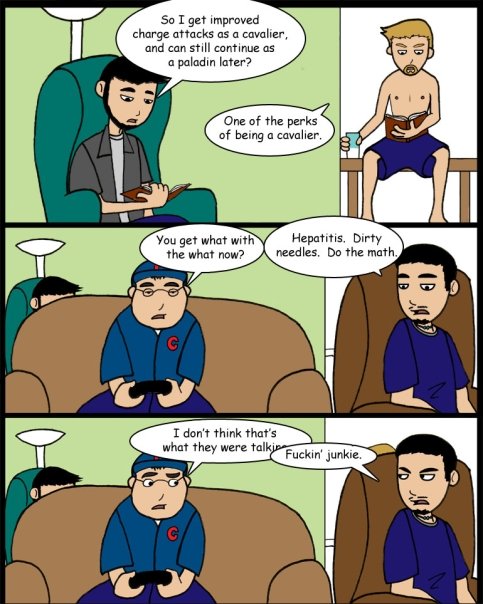 So I get improved
charge attacks as a cavalier,
and can still continue as
a paladin later?
One of the perks
of being a cavalier.
You get what with
the what now?
Hepatitis. Dirty
needles. Do the math.
C
I don't think that's
what they were talking
Fuckin' junkie.
C